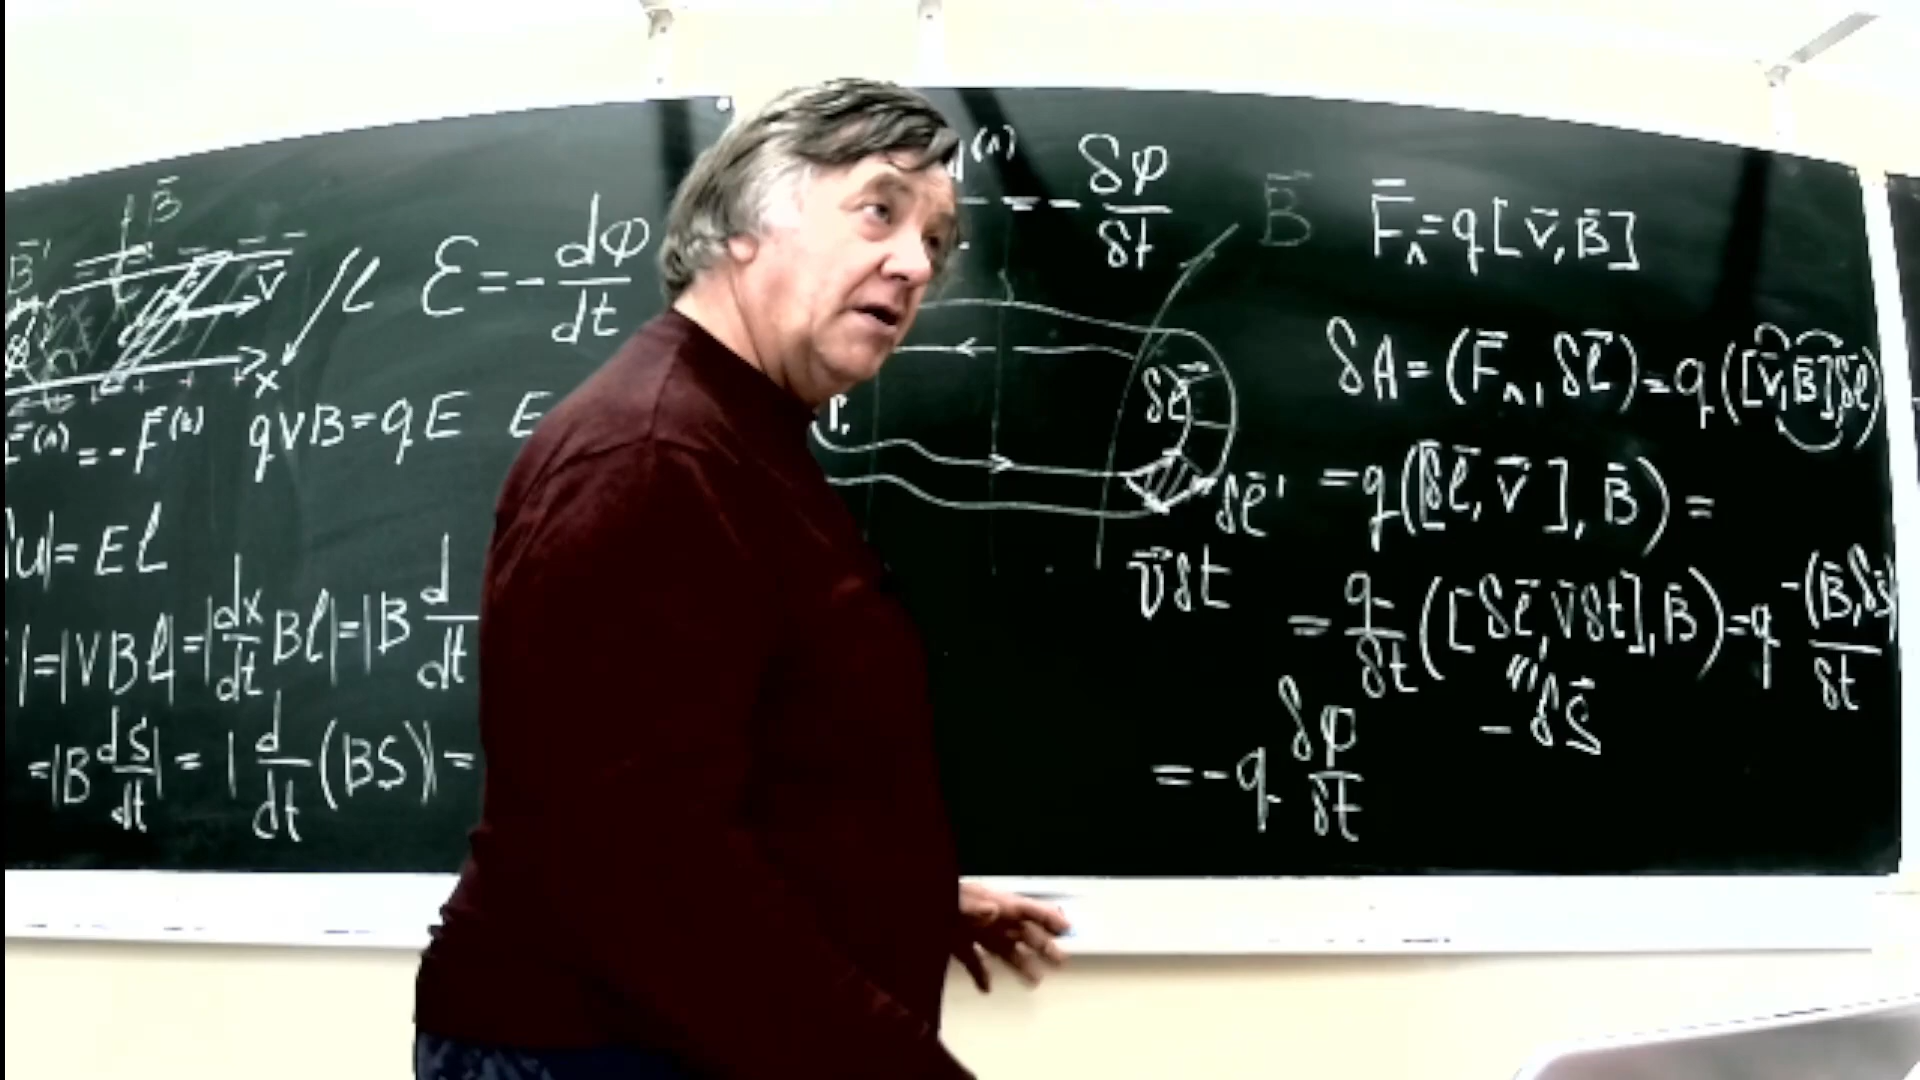 B⃗
B⃗'
v⃗
l
x
F⁽ᴧ⁾ = -F⁽²⁾ qVB = qE E
|u| = El
| = |VBl| = |dx/dt Bl| = |B d/dt
= |B dS/dt| = | d/dt (BS)| =
ℰ = - dφ/dt
⁽ᴧ⁾ = - δφ/δt
B⃗
δl⃗
δl⃗'
v⃗δt
F̄ᴧ = q[v̄, B̄]
δA = (F̄ᴧ, δl̄) = q([v̄, B̄]δl̄)
= q([δl̄, v̄], B̄) =
= q/δt ([δl̄, v̄δt], B̄) = q -(B̄, δS̄)/δt
- δS⃗
= -q δφ/δt